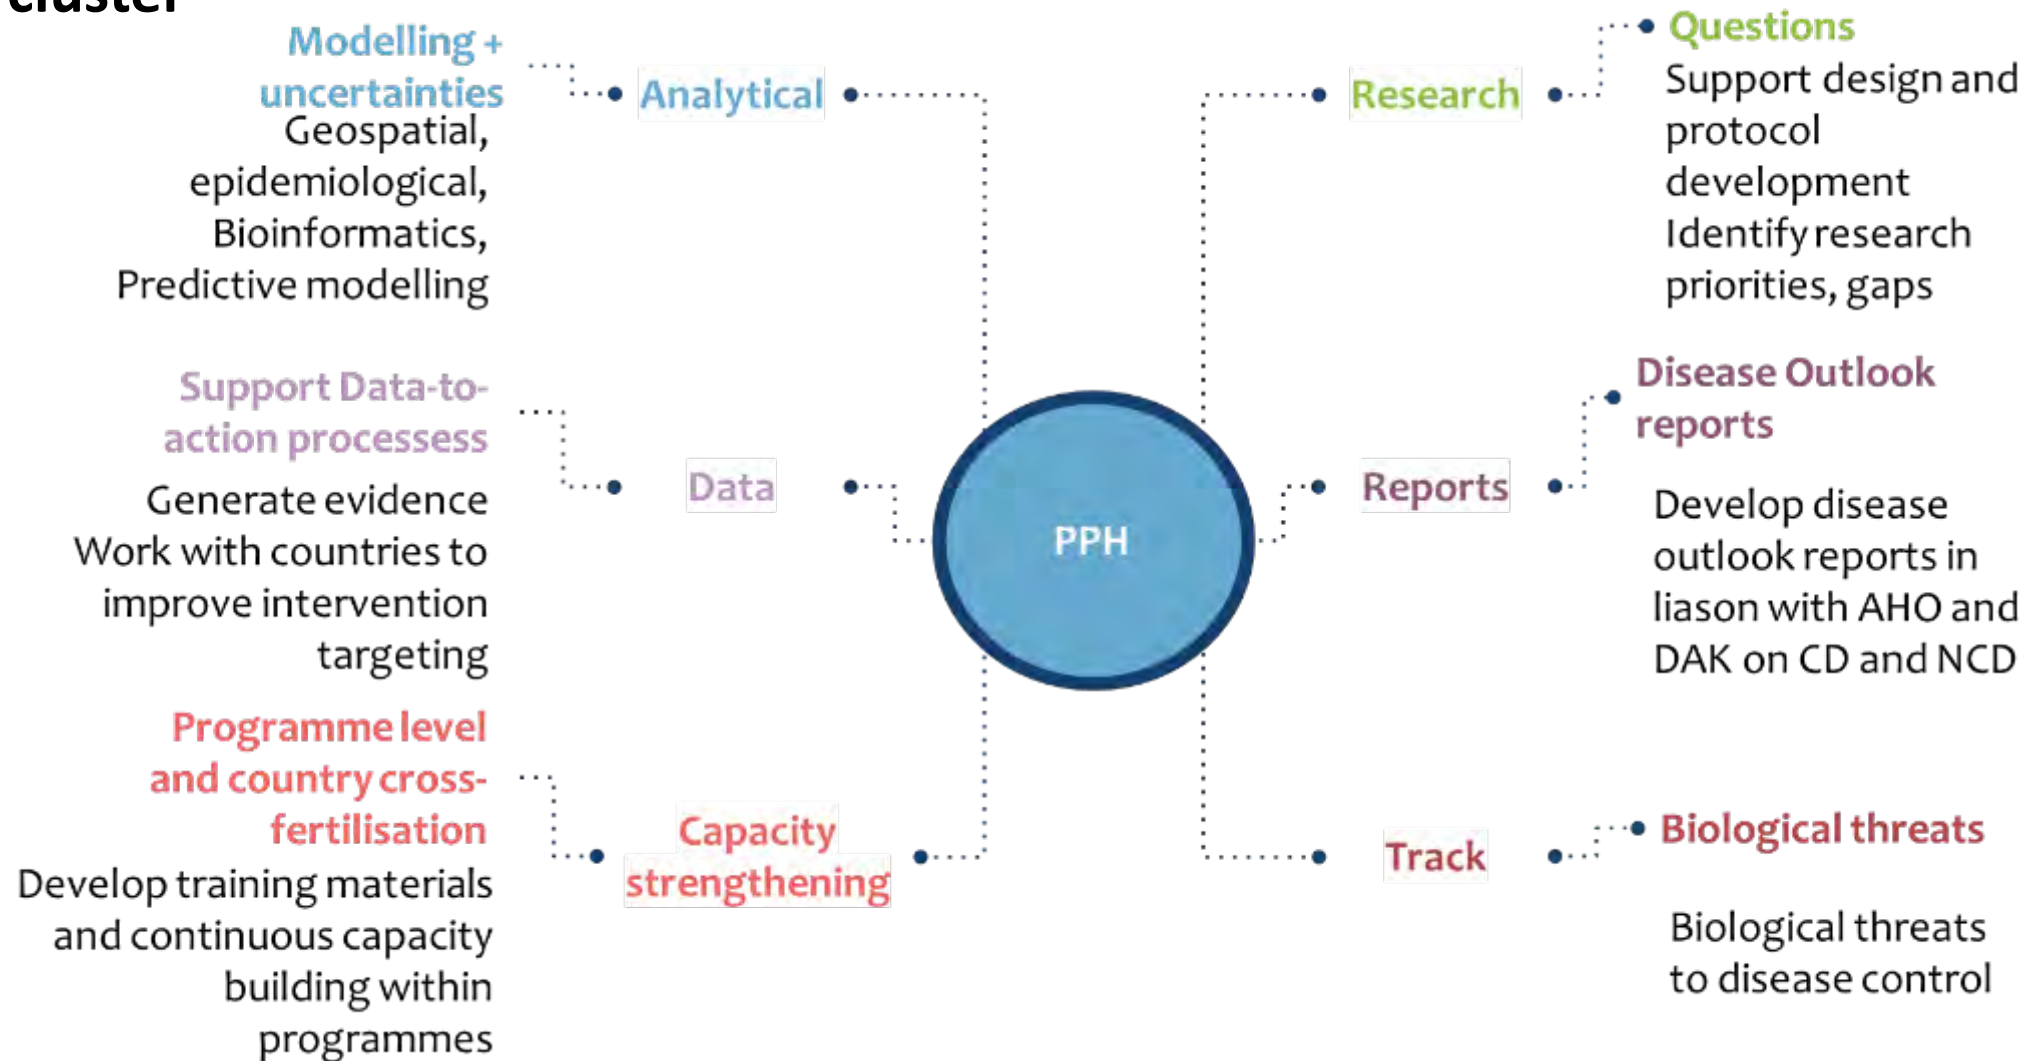 cluster
Modelling +
uncertainties
Geospatial,
epidemiological,
Bioinformatics,
Predictive modelling
Analytical
Support Data-to-
action processess
Generate evidence
Work with countries to
improve intervention
targeting
Data
Programme level
and country cross-
fertilisation
Develop training materials
and continuous capacity
building within
programmes
Capacity
strengthening
PPH
Research
Questions
Support design and
protocol
development
Identify research
priorities, gaps
Reports
Disease Outlook
reports
Develop disease
outlook reports in
liason with AHO and
DAK on CD and NCD
Track
Biological threats
Biological threats
to disease control